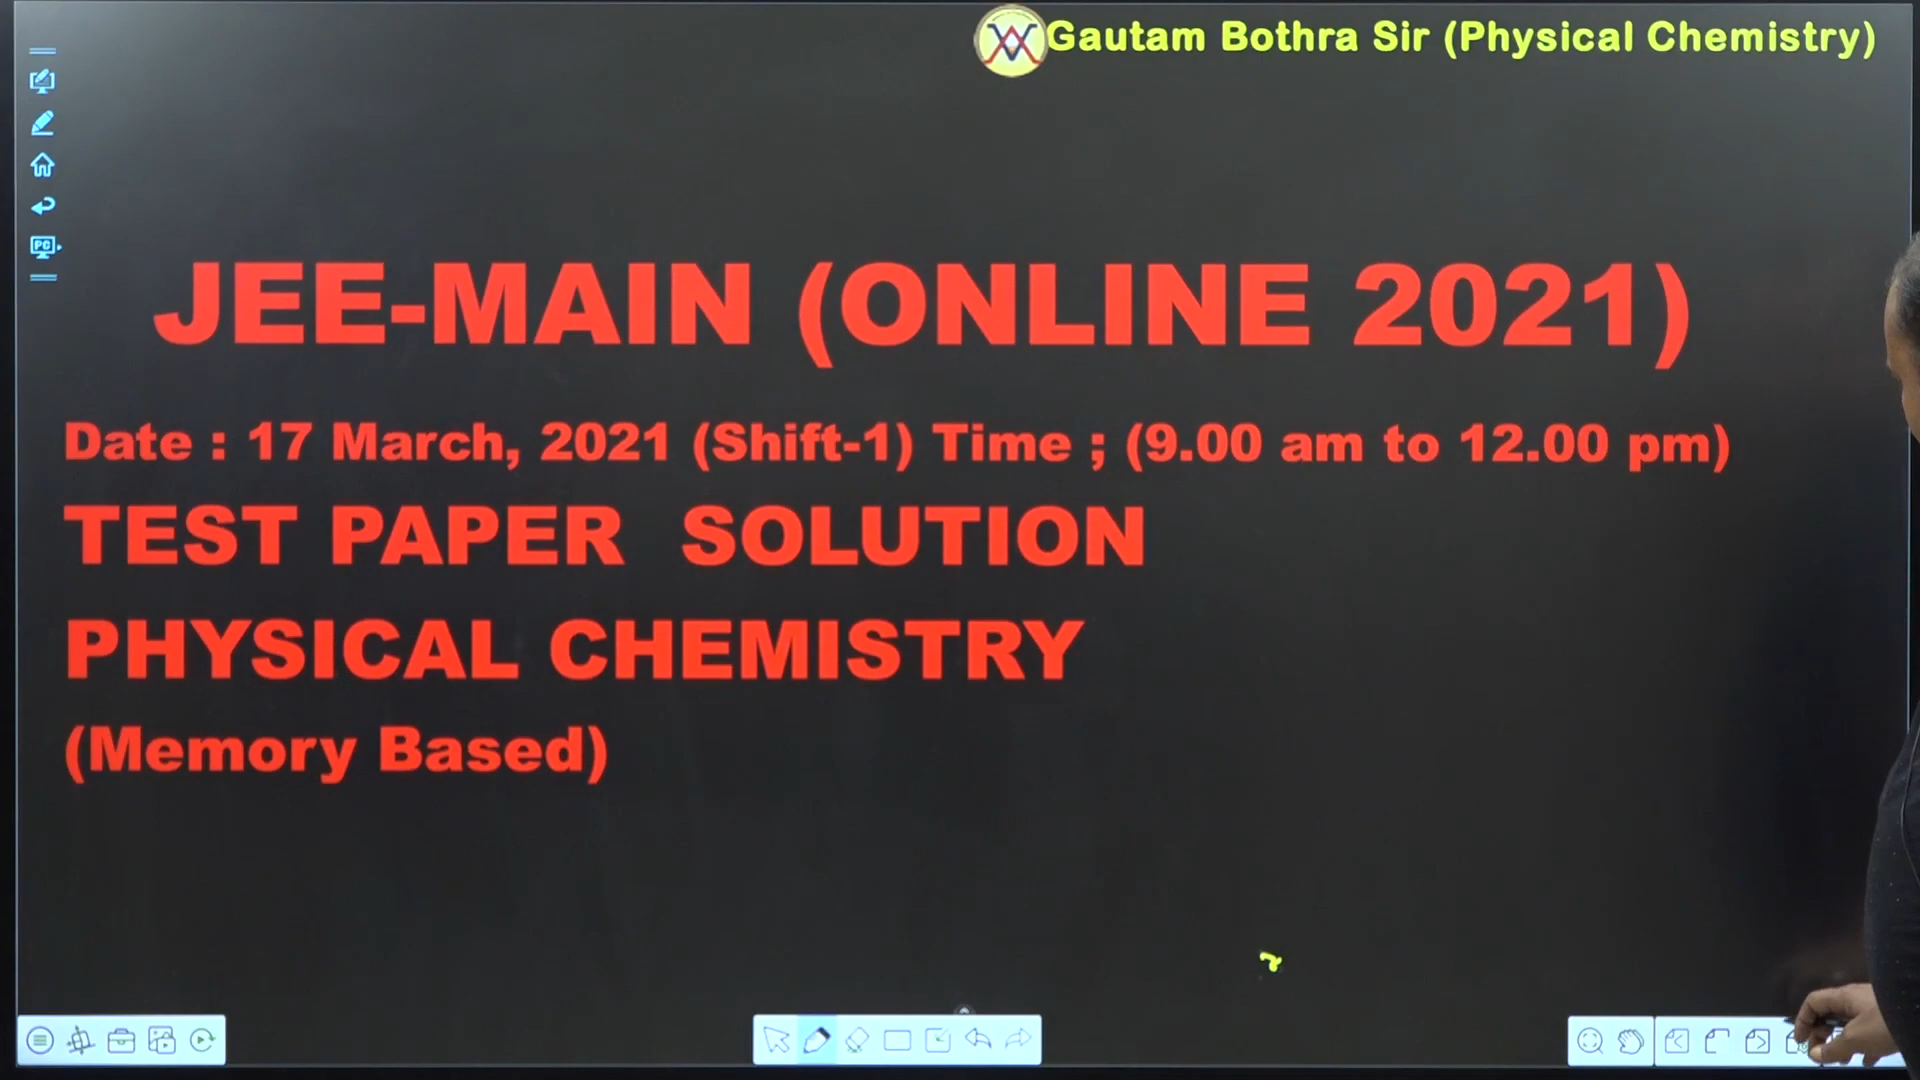 Gautam Bothra Sir (Physical Chemistry)
JEE-MAIN (ONLINE 2021)
Date : 17 March, 2021 (Shift-1) Time ; (9.00 am to 12.00 pm)
TEST PAPER SOLUTION
PHYSICAL CHEMISTRY
(Memory Based)
PC